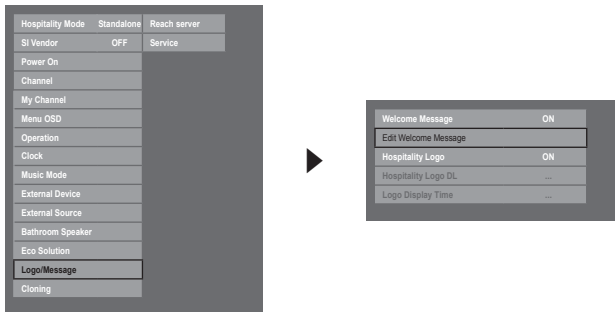 Hospitality Mode Standalone Reach server
SI Vendor OFF Service
Power On
Channel
My Channel
Menu OSD
Operation
Clock
Music Mode
External Device
External Source
Bathroom Speaker
Eco Solution
Logo/Message
Cloning
Welcome Message ON
Edit Welcome Message
Hospitality Logo ON
Hospitality Logo DL ...
Logo Display Time ...